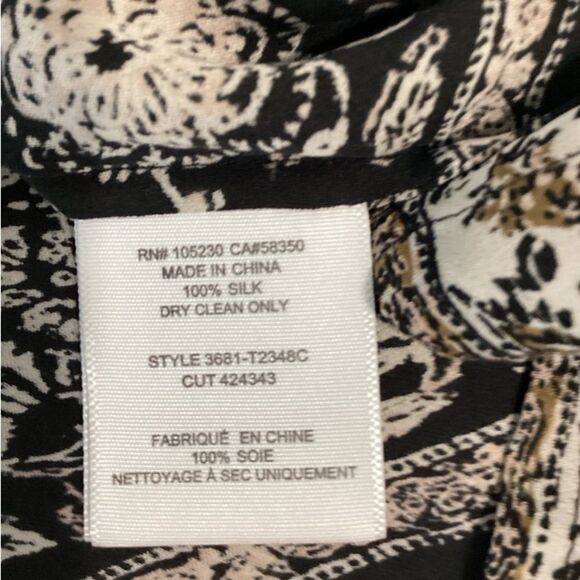 RN# 105230 CA#58350
MADE IN CHINA
100% SILK
DRY CLEAN ONLY
STYLE 3681-T2348C
CUT 424343
FABRIQUÉ EN CHINE
100% SOIE
NETTOYAGE À SEC UNIQUEMENT